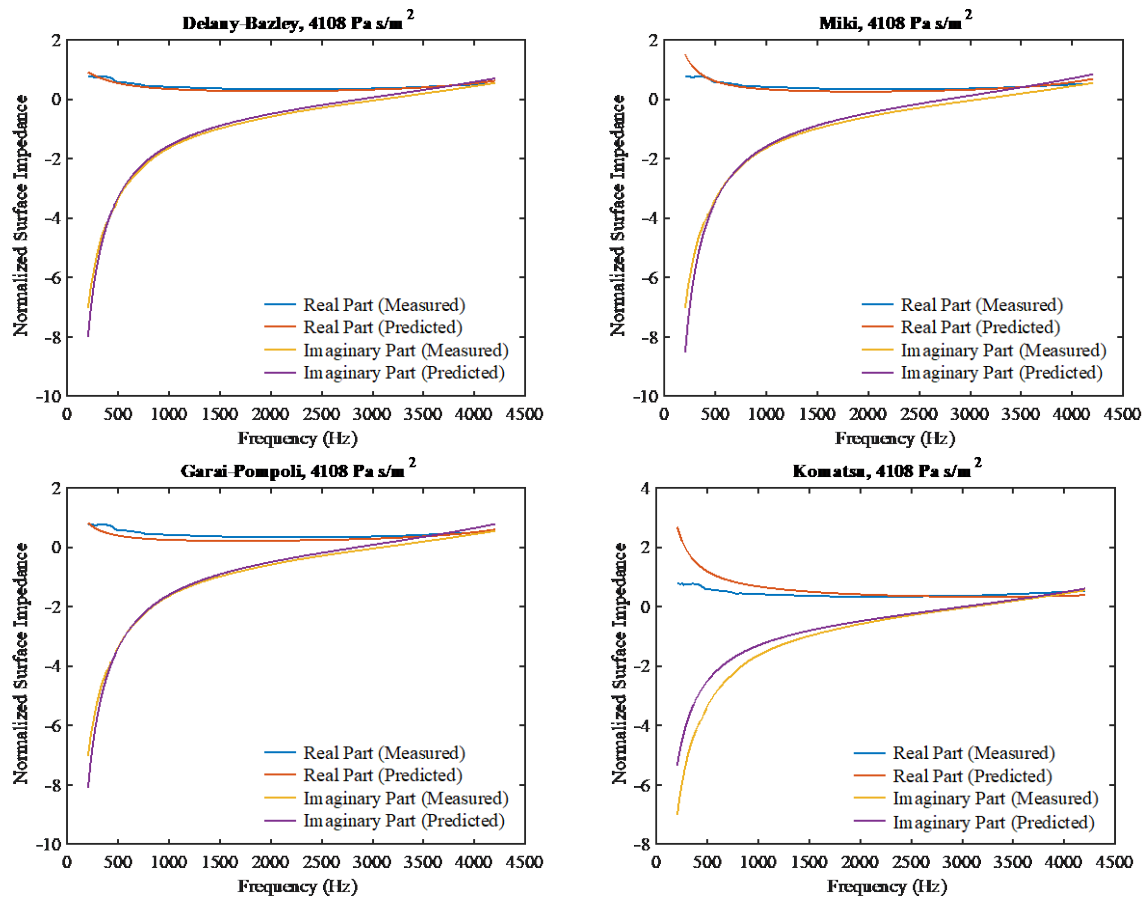 Delany-Bazley, 4108 Pa s/m²
Normalized Surface Impedance
2
0
-2
-4
-6
-8
-10
Real Part (Measured)
Real Part (Predicted)
Imaginary Part (Measured)
Imaginary Part (Predicted)
0 500 1000 1500 2000 2500 3000 3500 4000 4500
Frequency (Hz)
Miki, 4108 Pa s/m²
Normalized Surface Impedance
2
0
-2
-4
-6
-8
-10
Real Part (Measured)
Real Part (Predicted)
Imaginary Part (Measured)
Imaginary Part (Predicted)
0 500 1000 1500 2000 2500 3000 3500 4000 4500
Frequency (Hz)
Garai-Pompoli, 4108 Pa s/m²
Normalized Surface Impedance
2
0
-2
-4
-6
-8
-10
Real Part (Measured)
Real Part (Predicted)
Imaginary Part (Measured)
Imaginary Part (Predicted)
0 500 1000 1500 2000 2500 3000 3500 4000 4500
Frequency (Hz)
Komatsu, 4108 Pa s/m²
Normalized Surface Impedance
4
2
0
-2
-4
-6
-8
Real Part (Measured)
Real Part (Predicted)
Imaginary Part (Measured)
Imaginary Part (Predicted)
0 500 1000 1500 2000 2500 3000 3500 4000 4500
Frequency (Hz)